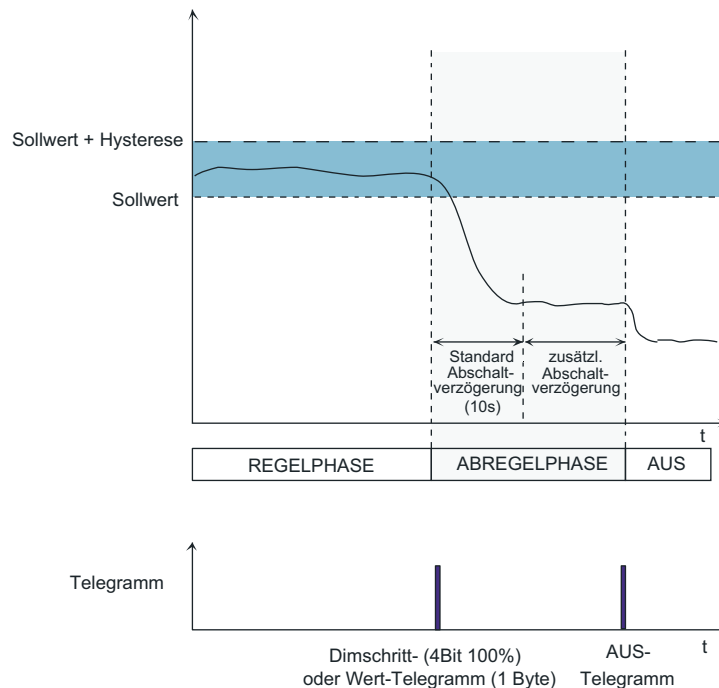 Sollwert + Hysterese
Sollwert
Standard
Abschalt-
verzögerung
(10s)
zusätzl.
Abschalt-
verzögerung
t
REGELPHASE
ABREGELPHASE
AUS
Telegramm
t
Dimschritt- (4Bit 100%)
oder Wert-Telegramm (1 Byte)
AUS-
Telegramm